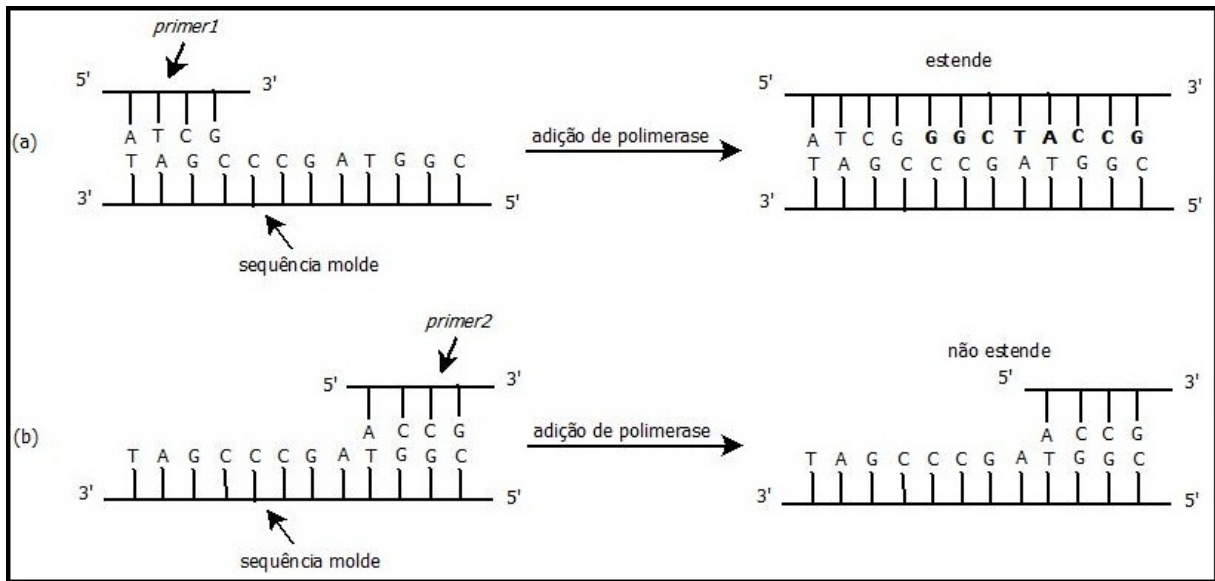 primer1
5' 3'
(a)
A T C G
T A G C C C G A T G G C
3' 5'
sequência molde
adição de polimerase
estende
5' 3'
A T C G G G C T A C C G
T A G C C C G A T G G C
3' 5'
primer2
5' 3'
(b)
A C C G
T A G C C C G A T G G C
3' 5'
sequência molde
adição de polimerase
não estende
5' 3'
A C C G
T A G C C C G A T G G C
3' 5'